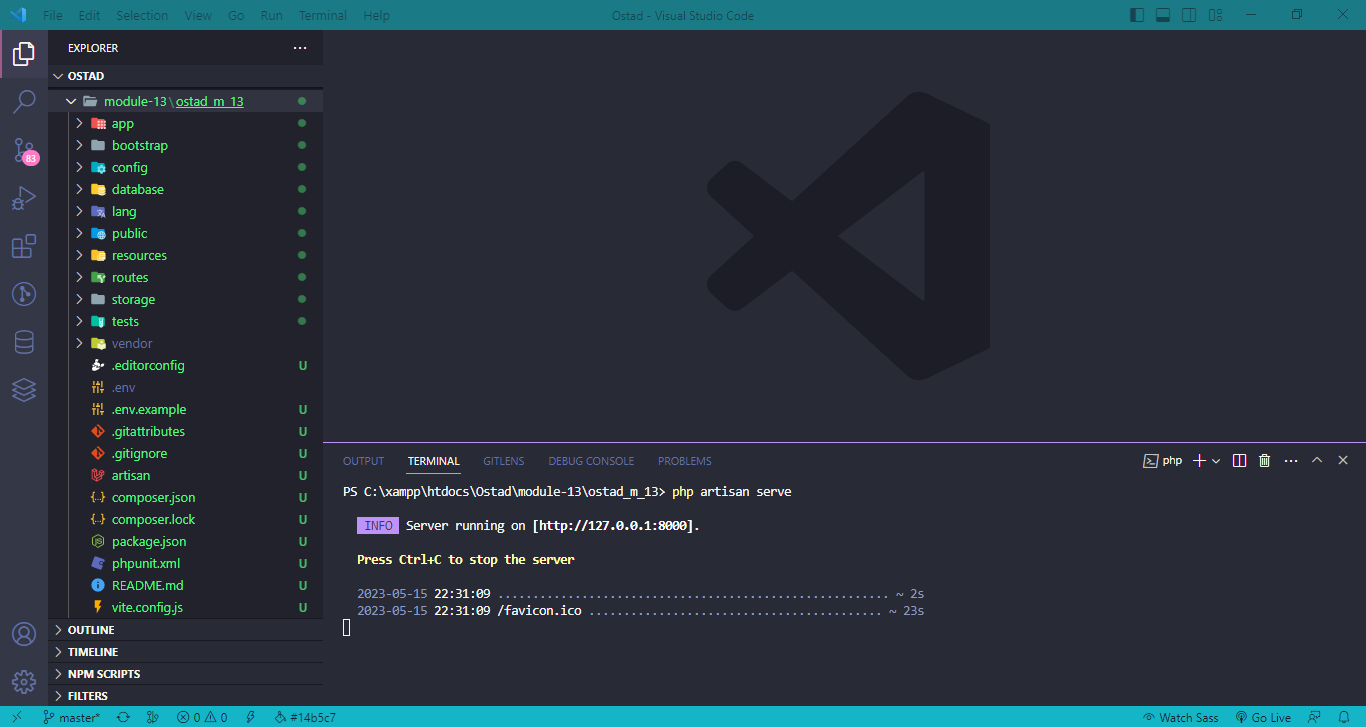 File Edit Selection View Go Run Terminal Help
Ostad - Visual Studio Code
EXPLORER
OSTAD
module-13\ostad_m_13
app
bootstrap
config
database
lang
public
resources
routes
storage
tests
vendor
.editorconfig U
.env
.env.example U
.gitattributes U
.gitignore U
artisan U
composer.json U
composer.lock U
package.json U
phpunit.xml U
README.md U
vite.config.js U
OUTLINE
TIMELINE
NPM SCRIPTS
FILTERS
83
OUTPUT TERMINAL GITLENS DEBUG CONSOLE PROBLEMS
php
PS C:\xampp\htdocs\Ostad\module-13\ostad_m_13> php artisan serve
INFO Server running on [http://127.0.0.1:8000].
Press Ctrl+C to stop the server
2023-05-15 22:31:09 ........................................................ ~ 2s
2023-05-15 22:31:09 /favicon.ico .......................................... ~ 23s
master* 0 0 #14b5c7 Watch Sass Go Live